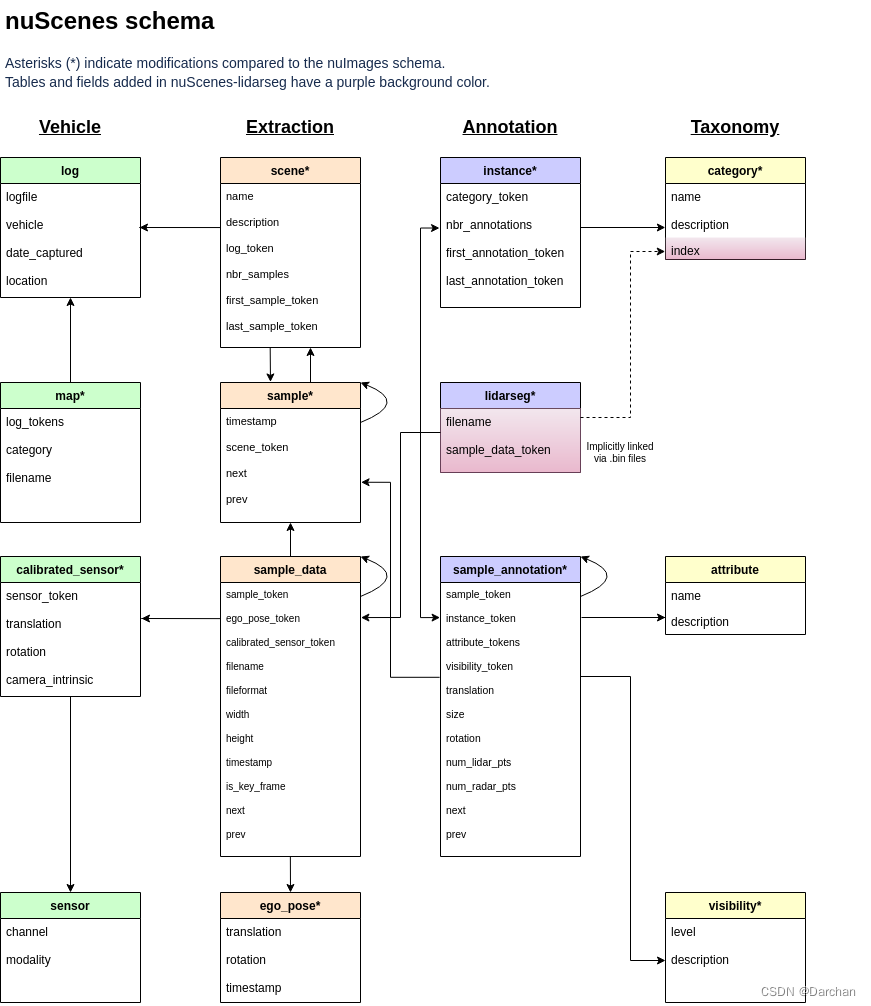 nuScenes schema
Asterisks (*) indicate modifications compared to the nuImages schema.
Tables and fields added in nuScenes-lidarseg have a purple background color.
Vehicle
Extraction
Annotation
Taxonomy
log
logfile
vehicle
date_captured
location
scene*
name
description
log_token
nbr_samples
first_sample_token
last_sample_token
instance*
category_token
nbr_annotations
first_annotation_token
last_annotation_token
category*
name
description
index
map*
log_tokens
category
filename
sample*
timestamp
scene_token
next
prev
lidarseg*
filename
sample_data_token
Implicitly linked
via .bin files
calibrated_sensor*
sensor_token
translation
rotation
camera_intrinsic
sample_data
sample_token
ego_pose_token
calibrated_sensor_token
filename
fileformat
width
height
timestamp
is_key_frame
next
prev
sample_annotation*
sample_token
instance_token
attribute_tokens
visibility_token
translation
size
rotation
num_lidar_pts
num_radar_pts
next
prev
attribute
name
description
sensor
channel
modality
ego_pose*
translation
rotation
timestamp
visibility*
level
description
CSDN @Darchan